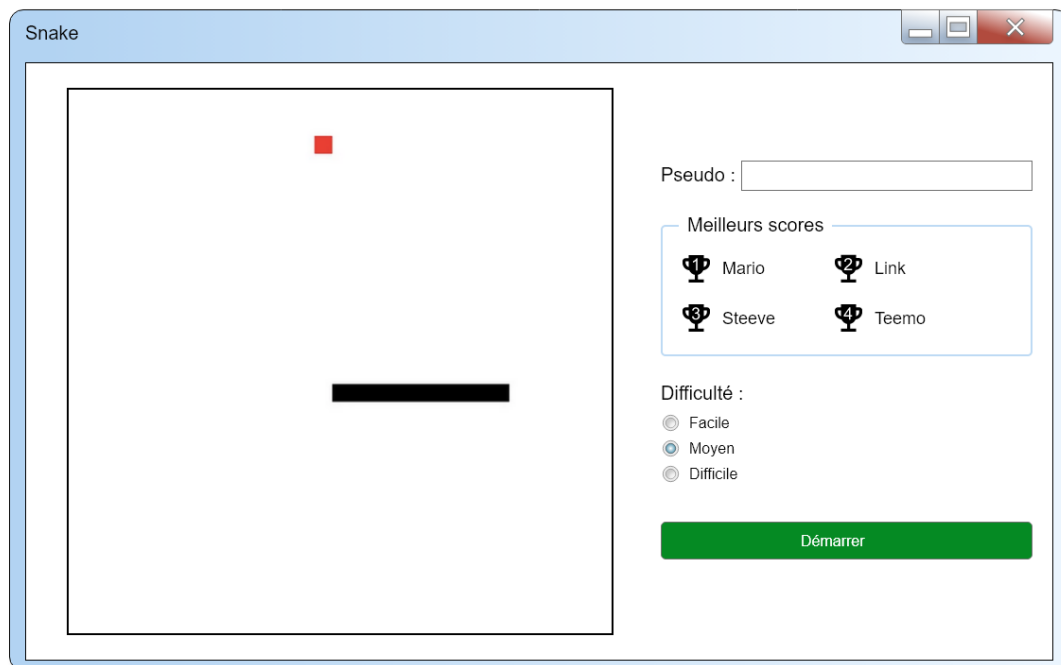 Snake
Pseudo :
Meilleurs scores
1 Mario 2 Link
3 Steeve 4 Teemo
Difficulté :
Facile
Moyen
Difficile
Démarrer